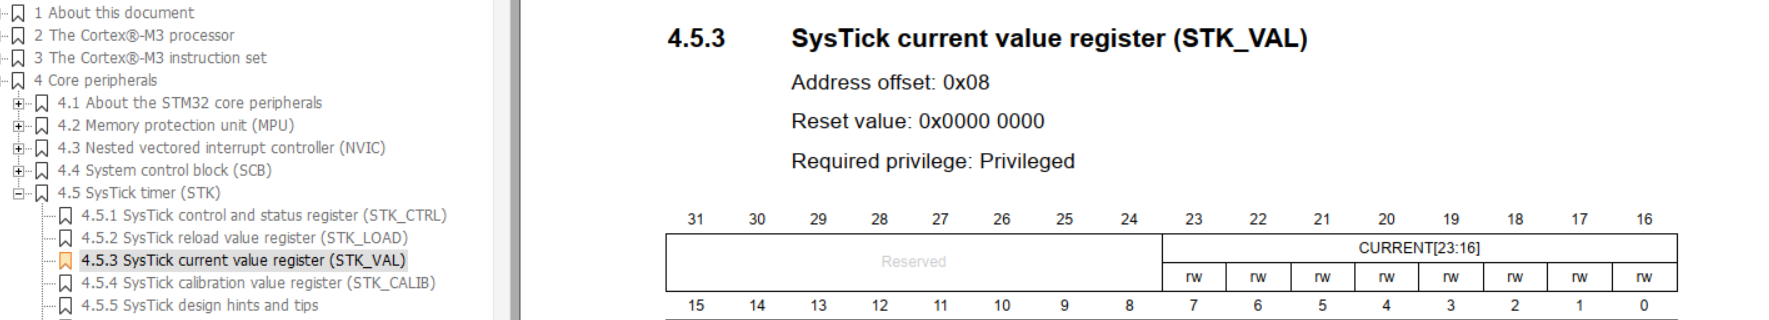 1 About this document
2 The Cortex®-M3 processor
3 The Cortex®-M3 instruction set
4 Core peripherals
4.1 About the STM32 core peripherals
4.2 Memory protection unit (MPU)
4.3 Nested vectored interrupt controller (NVIC)
4.4 System control block (SCB)
4.5 SysTick timer (STK)
4.5.1 SysTick control and status register (STK_CTRL)
4.5.2 SysTick reload value register (STK_LOAD)
4.5.3 SysTick current value register (STK_VAL)
4.5.4 SysTick calibration value register (STK_CALIB)
4.5.5 SysTick design hints and tips
4.5.3 SysTick current value register (STK_VAL)
Address offset: 0x08
Reset value: 0x0000 0000
Required privilege: Privileged
31 30 29 28 27 26 25 24 23 22 21 20 19 18 17 16
Reserved CURRENT[23:16]
rw rw rw rw rw rw rw rw
15 14 13 12 11 10 9 8 7 6 5 4 3 2 1 0